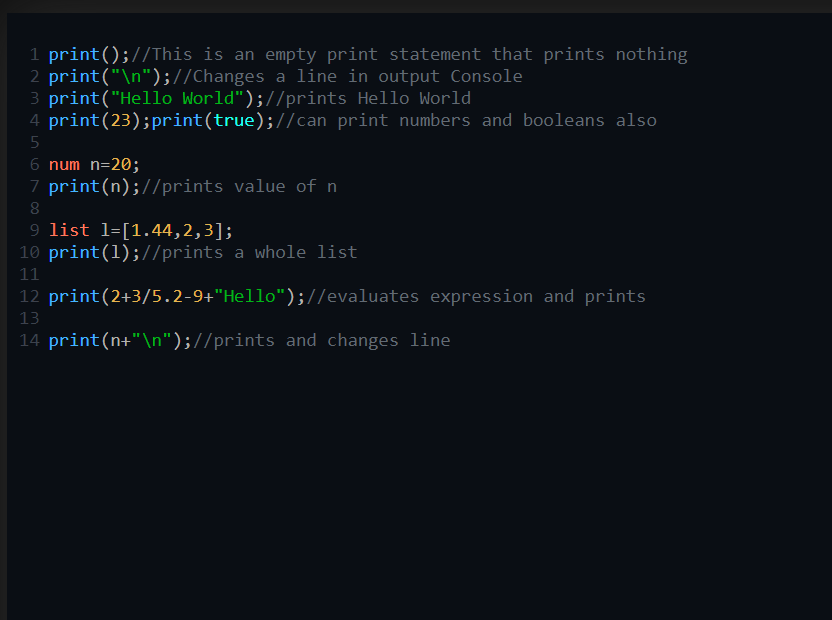 1 print();//This is an empty print statement that prints nothing
2 print("\n");//Changes a line in output Console
3 print("Hello World");//prints Hello World
4 print(23);print(true);//can print numbers and booleans also
5
6 num n=20;
7 print(n);//prints value of n
8
9 list l=[1.44,2,3];
10 print(l);//prints a whole list
11
12 print(2+3/5.2-9+"Hello");//evaluates expression and prints
13
14 print(n+"\n");//prints and changes line